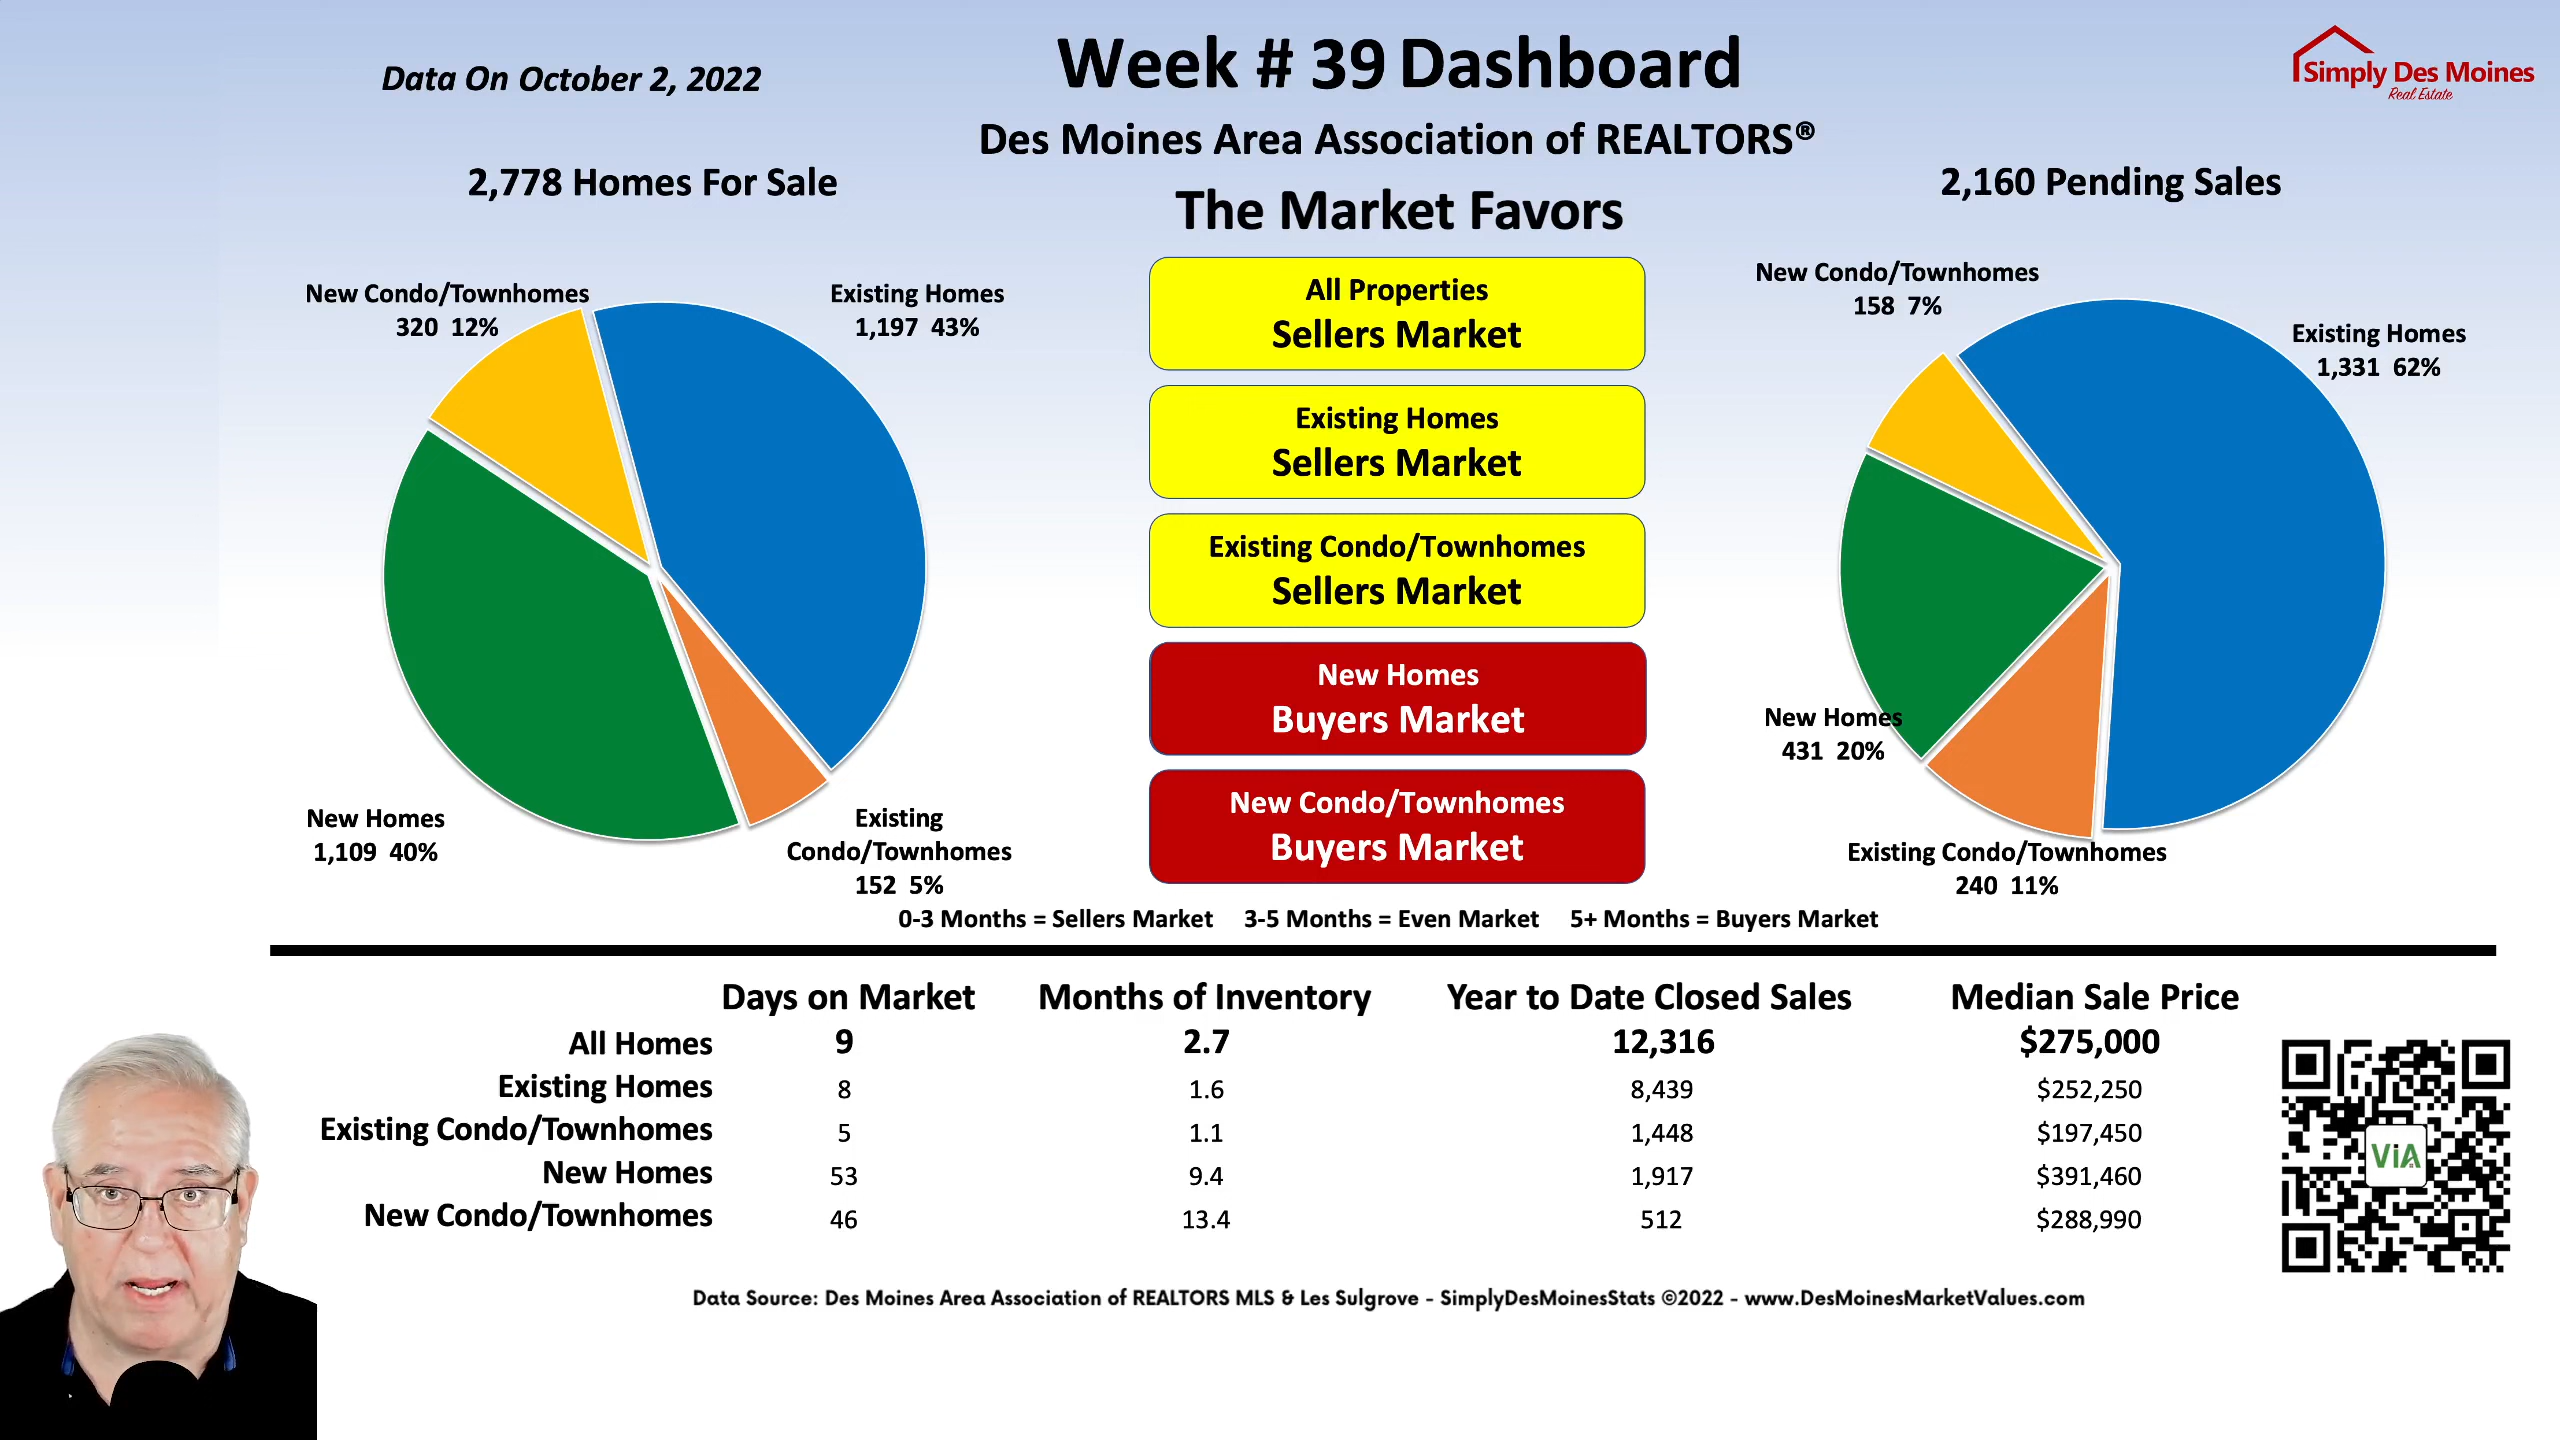 Data On October 2, 2022
Week # 39 Dashboard
Simply Des Moines
Real Estate
Des Moines Area Association of REALTORS®
2,778 Homes For Sale
The Market Favors
2,160 Pending Sales
New Condo/Townhomes
320 12%
Existing Homes
1,197 43%
New Homes
1,109 40%
Existing
Condo/Townhomes
152 5%
All Properties
Sellers Market
Existing Homes
Sellers Market
Existing Condo/Townhomes
Sellers Market
New Homes
Buyers Market
New Condo/Townhomes
Buyers Market
New Condo/Townhomes
158 7%
Existing Homes
1,331 62%
New Homes
431 20%
Existing Condo/Townhomes
240 11%
0-3 Months = Sellers Market 3-5 Months = Even Market 5+ Months = Buyers Market
Days on Market Months of Inventory Year to Date Closed Sales Median Sale Price
All Homes 9 2.7 12,316 $275,000
Existing Homes 8 1.6 8,439 $252,250
Existing Condo/Townhomes 5 1.1 1,448 $197,450
New Homes 53 9.4 1,917 $391,460
New Condo/Townhomes 46 13.4 512 $288,990
ViA
Data Source: Des Moines Area Association of REALTORS MLS & Les Sulgrove - SimplyDesMoinesStats ©2022 - www.DesMoinesMarketValues.com